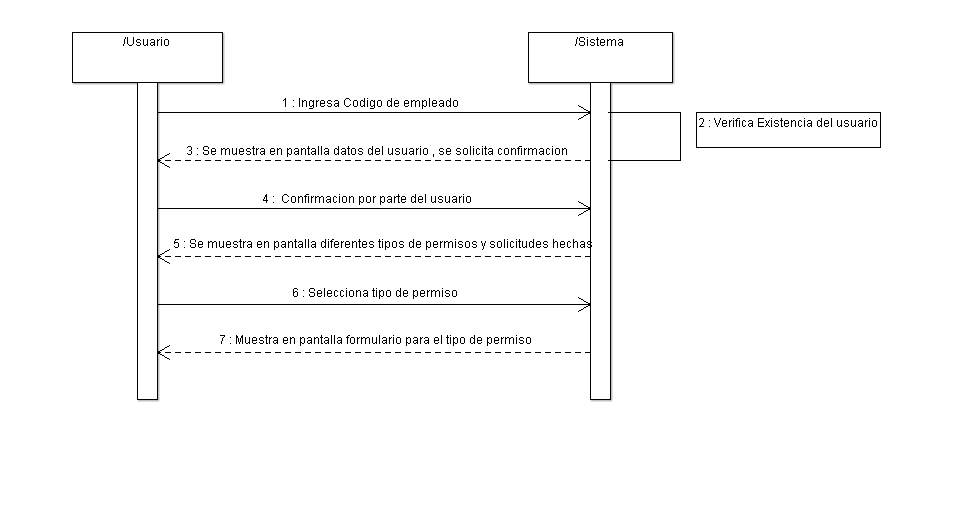 /Usuario
/Sistema
1 : Ingresa Codigo de empleado
2 : Verifica Existencia del usuario
3 : Se muestra en pantalla datos del usuario , se solicita confirmacion
4 : Confirmacion por parte del usuario
5 : Se muestra en pantalla diferentes tipos de permisos y solicitudes hechas
6 : Selecciona tipo de permiso
7 : Muestra en pantalla formulario para el tipo de permiso